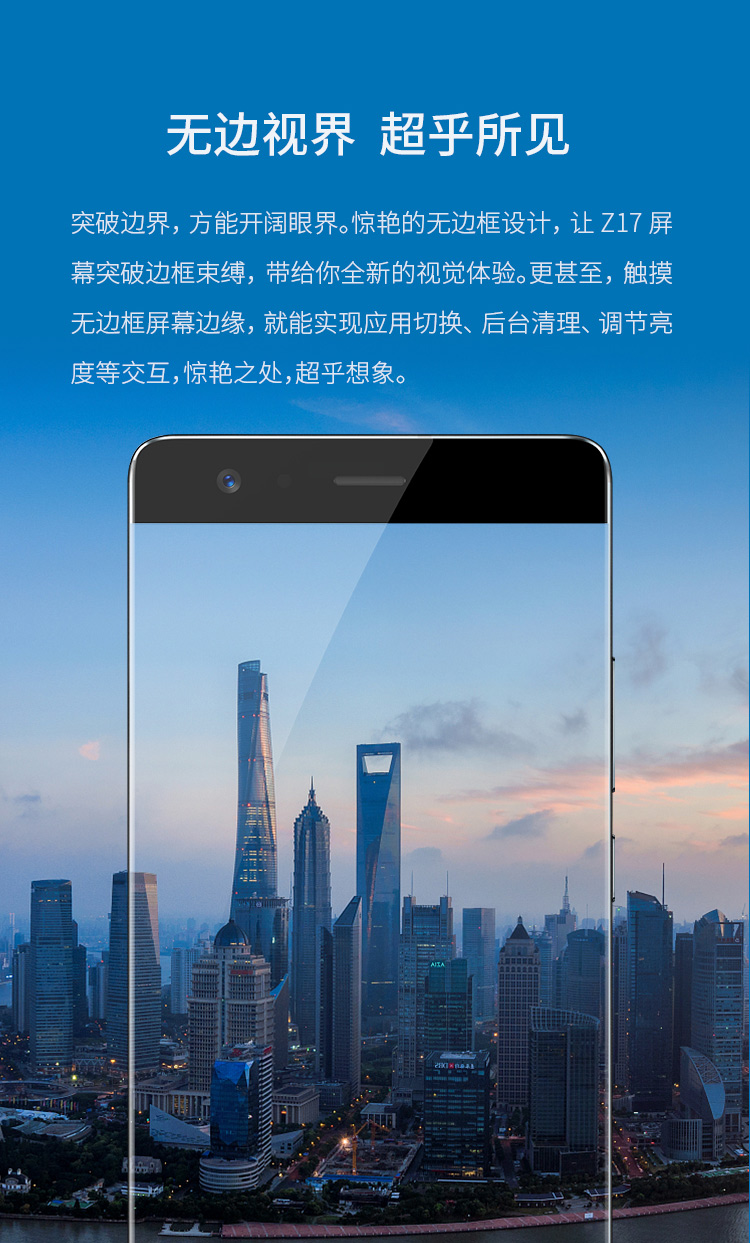 无边视界 超乎所见
突破边界，方能开阔眼界。惊艳的无边框设计，让 Z17 屏
幕突破边框束缚，带给你全新的视觉体验。更甚至，触摸
无边框屏幕边缘，就能实现应用切换、后台清理、调节亮
度等交互，惊艳之处，超乎想象。